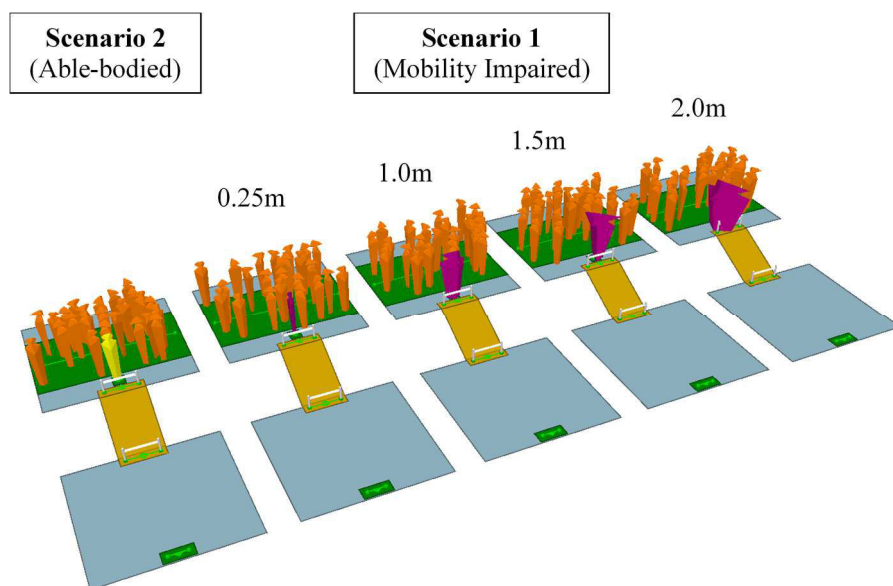 Scenario 2
(Able-bodied)
Scenario 1
(Mobility Impaired)
0.25m
1.0m
1.5m
2.0m